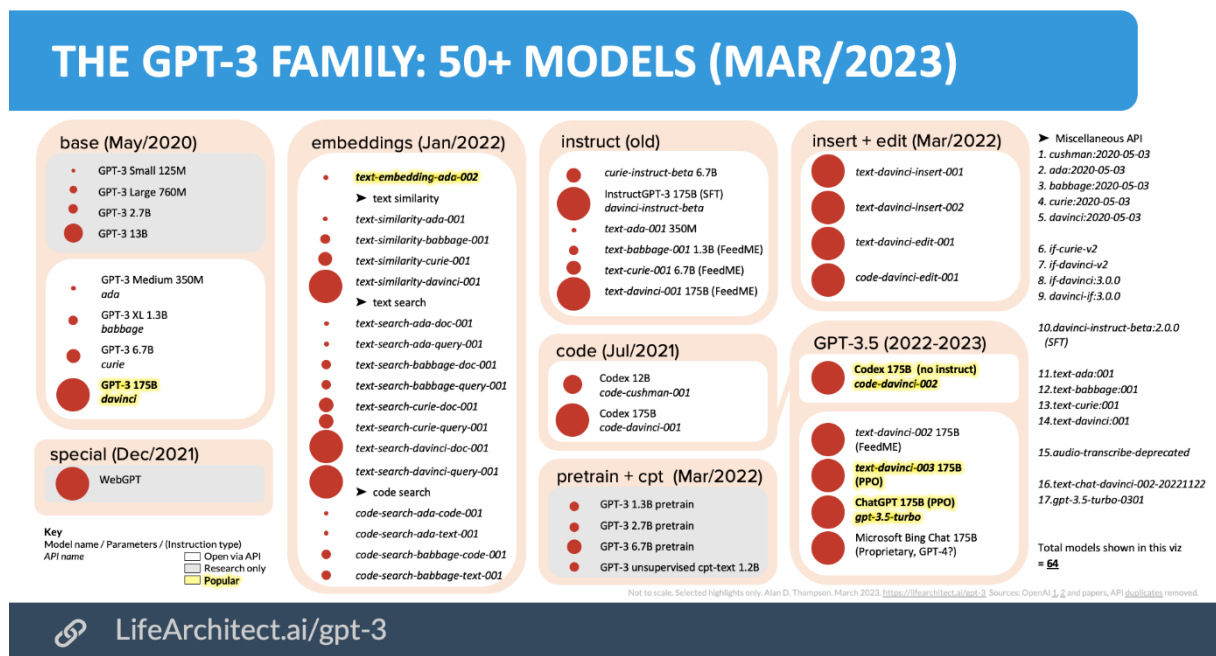 THE GPT-3 FAMILY: 50+ MODELS (MAR/2023)
base (May/2020)
GPT-3 Small 125M
GPT-3 Large 760M
GPT-3 2.7B
GPT-3 13B
GPT-3 Medium 350M
ada
GPT-3 XL 1.3B
babbage
GPT-3 6.7B
curie
GPT-3 175B
davinci
special (Dec/2021)
WebGPT
Key
Model name / Parameters / (Instruction type)
API name
Open via API
Research only
Popular
embeddings (Jan/2022)
text-embedding-ada-002
➤ text similarity
text-similarity-ada-001
text-similarity-babbage-001
text-similarity-curie-001
text-similarity-davinci-001
➤ text search
text-search-ada-doc-001
text-search-ada-query-001
text-search-babbage-doc-001
text-search-babbage-query-001
text-search-curie-doc-001
text-search-curie-query-001
text-search-davinci-doc-001
text-search-davinci-query-001
➤ code search
code-search-ada-code-001
code-search-ada-text-001
code-search-babbage-code-001
code-search-babbage-text-001
instruct (old)
curie-instruct-beta 6.7B
InstructGPT-3 175B (SFT)
davinci-instruct-beta
text-ada-001 350M
text-babbage-001 1.3B (FeedME)
text-curie-001 6.7B (FeedME)
text-davinci-001 175B (FeedME)
code (Jul/2021)
Codex 12B
code-cushman-001
Codex 175B
code-davinci-001
pretrain + cpt (Mar/2022)
GPT-3 1.3B pretrain
GPT-3 2.7B pretrain
GPT-3 6.7B pretrain
GPT-3 unsupervised cpt-text 1.2B
insert + edit (Mar/2022)
text-davinci-insert-001
text-davinci-insert-002
text-davinci-edit-001
code-davinci-edit-001
GPT-3.5 (2022-2023)
Codex 175B (no instruct)
code-davinci-002
text-davinci-002 175B
(FeedME)
text-davinci-003 175B
(PPO)
ChatGPT 175B (PPO)
gpt-3.5-turbo
Microsoft Bing Chat 175B
(Proprietary, GPT-4?)
➤ Miscellaneous API
1. cushman:2020-05-03
2. ada:2020-05-03
3. babbage:2020-05-03
4. curie:2020-05-03
5. davinci:2020-05-03
6. if-curie-v2
7. if-davinci-v2
8. if-davinci:3.0.0
9. davinci-if:3.0.0
10.davinci-instruct-beta:2.0.0
(SFT)
11.text-ada:001
12.text-babbage:001
13.text-curie:001
14.text-davinci:001
15.audio-transcribe-deprecated
16.text-chat-davinci-002-20221122
17.gpt-3.5-turbo-0301
Total models shown in this viz
= 64
Not to scale. Selected highlights only. Alan D. Thompson. March 2023. https://lifearchitect.ai/gpt-3 Sources: OpenAI 1, 2 and papers, API duplicates removed.
LifeArchitect.ai/gpt-3